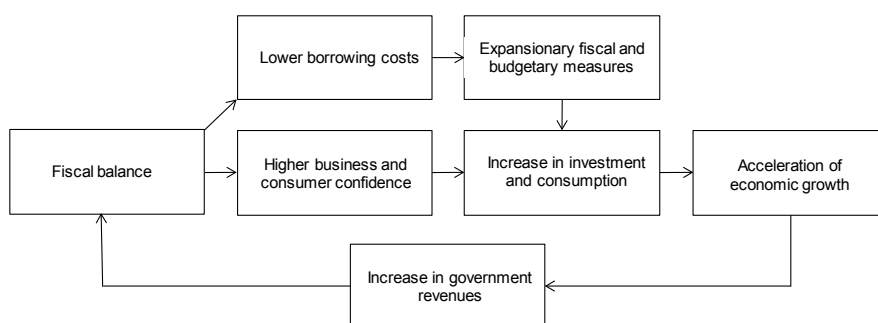 Lower borrowing costs
Expansionary fiscal and
budgetary measures
Fiscal balance
Higher business and
consumer confidence
Increase in investment
and consumption
Acceleration of
economic growth
Increase in government
revenues